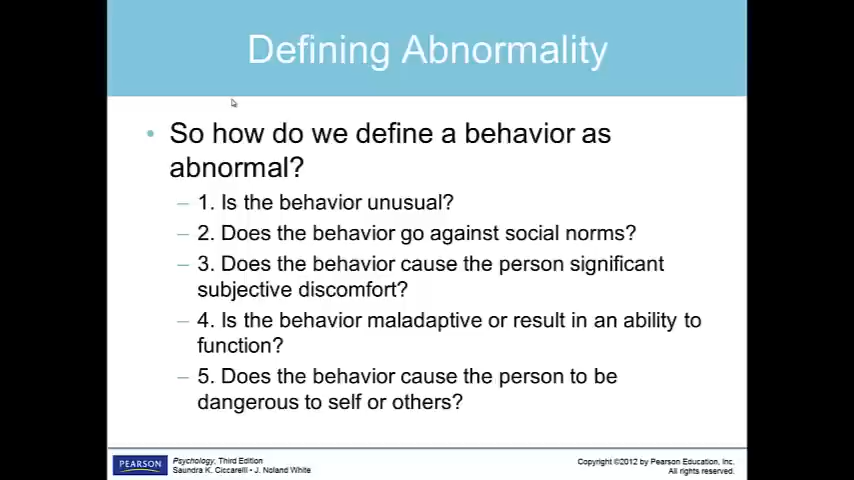 Defining Abnormality
• So how do we define a behavior as
abnormal?
– 1. Is the behavior unusual?
– 2. Does the behavior go against social norms?
– 3. Does the behavior cause the person significant
subjective discomfort?
– 4. Is the behavior maladaptive or result in an ability to
function?
– 5. Does the behavior cause the person to be
dangerous to self or others?
PEARSON
Psychology, Third Edition
Saundra K. Ciccarelli • J. Noland White
Copyright ©2012 by Pearson Education, Inc.
All rights reserved.